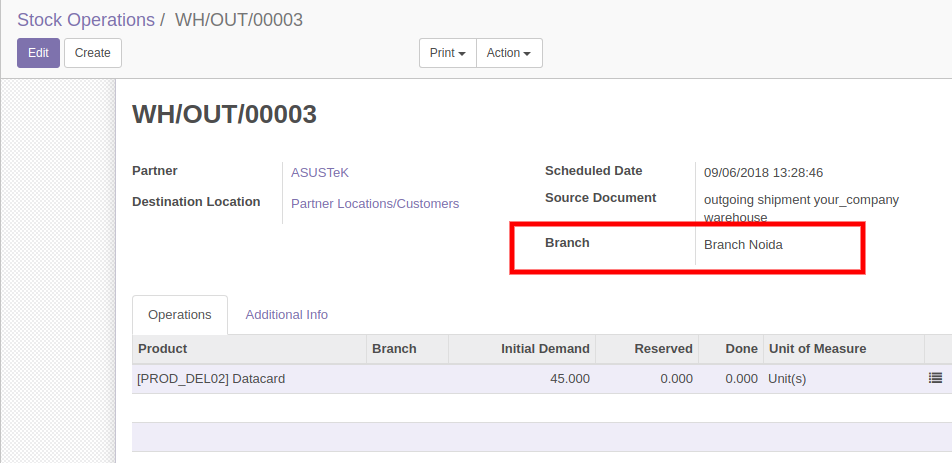 Stock Operations / WH/OUT/00003
Edit Create Print Action
WH/OUT/00003
Partner ASUSTeK
Destination Location Partner Locations/Customers
Scheduled Date 09/06/2018 13:28:46
Source Document outgoing shipment your_company
warehouse
Branch Branch Noida
Operations Additional Info
Product Branch Initial Demand Reserved Done Unit of Measure
[PROD_DEL02] Datacard 45.000 0.000 0.000 Unit(s)